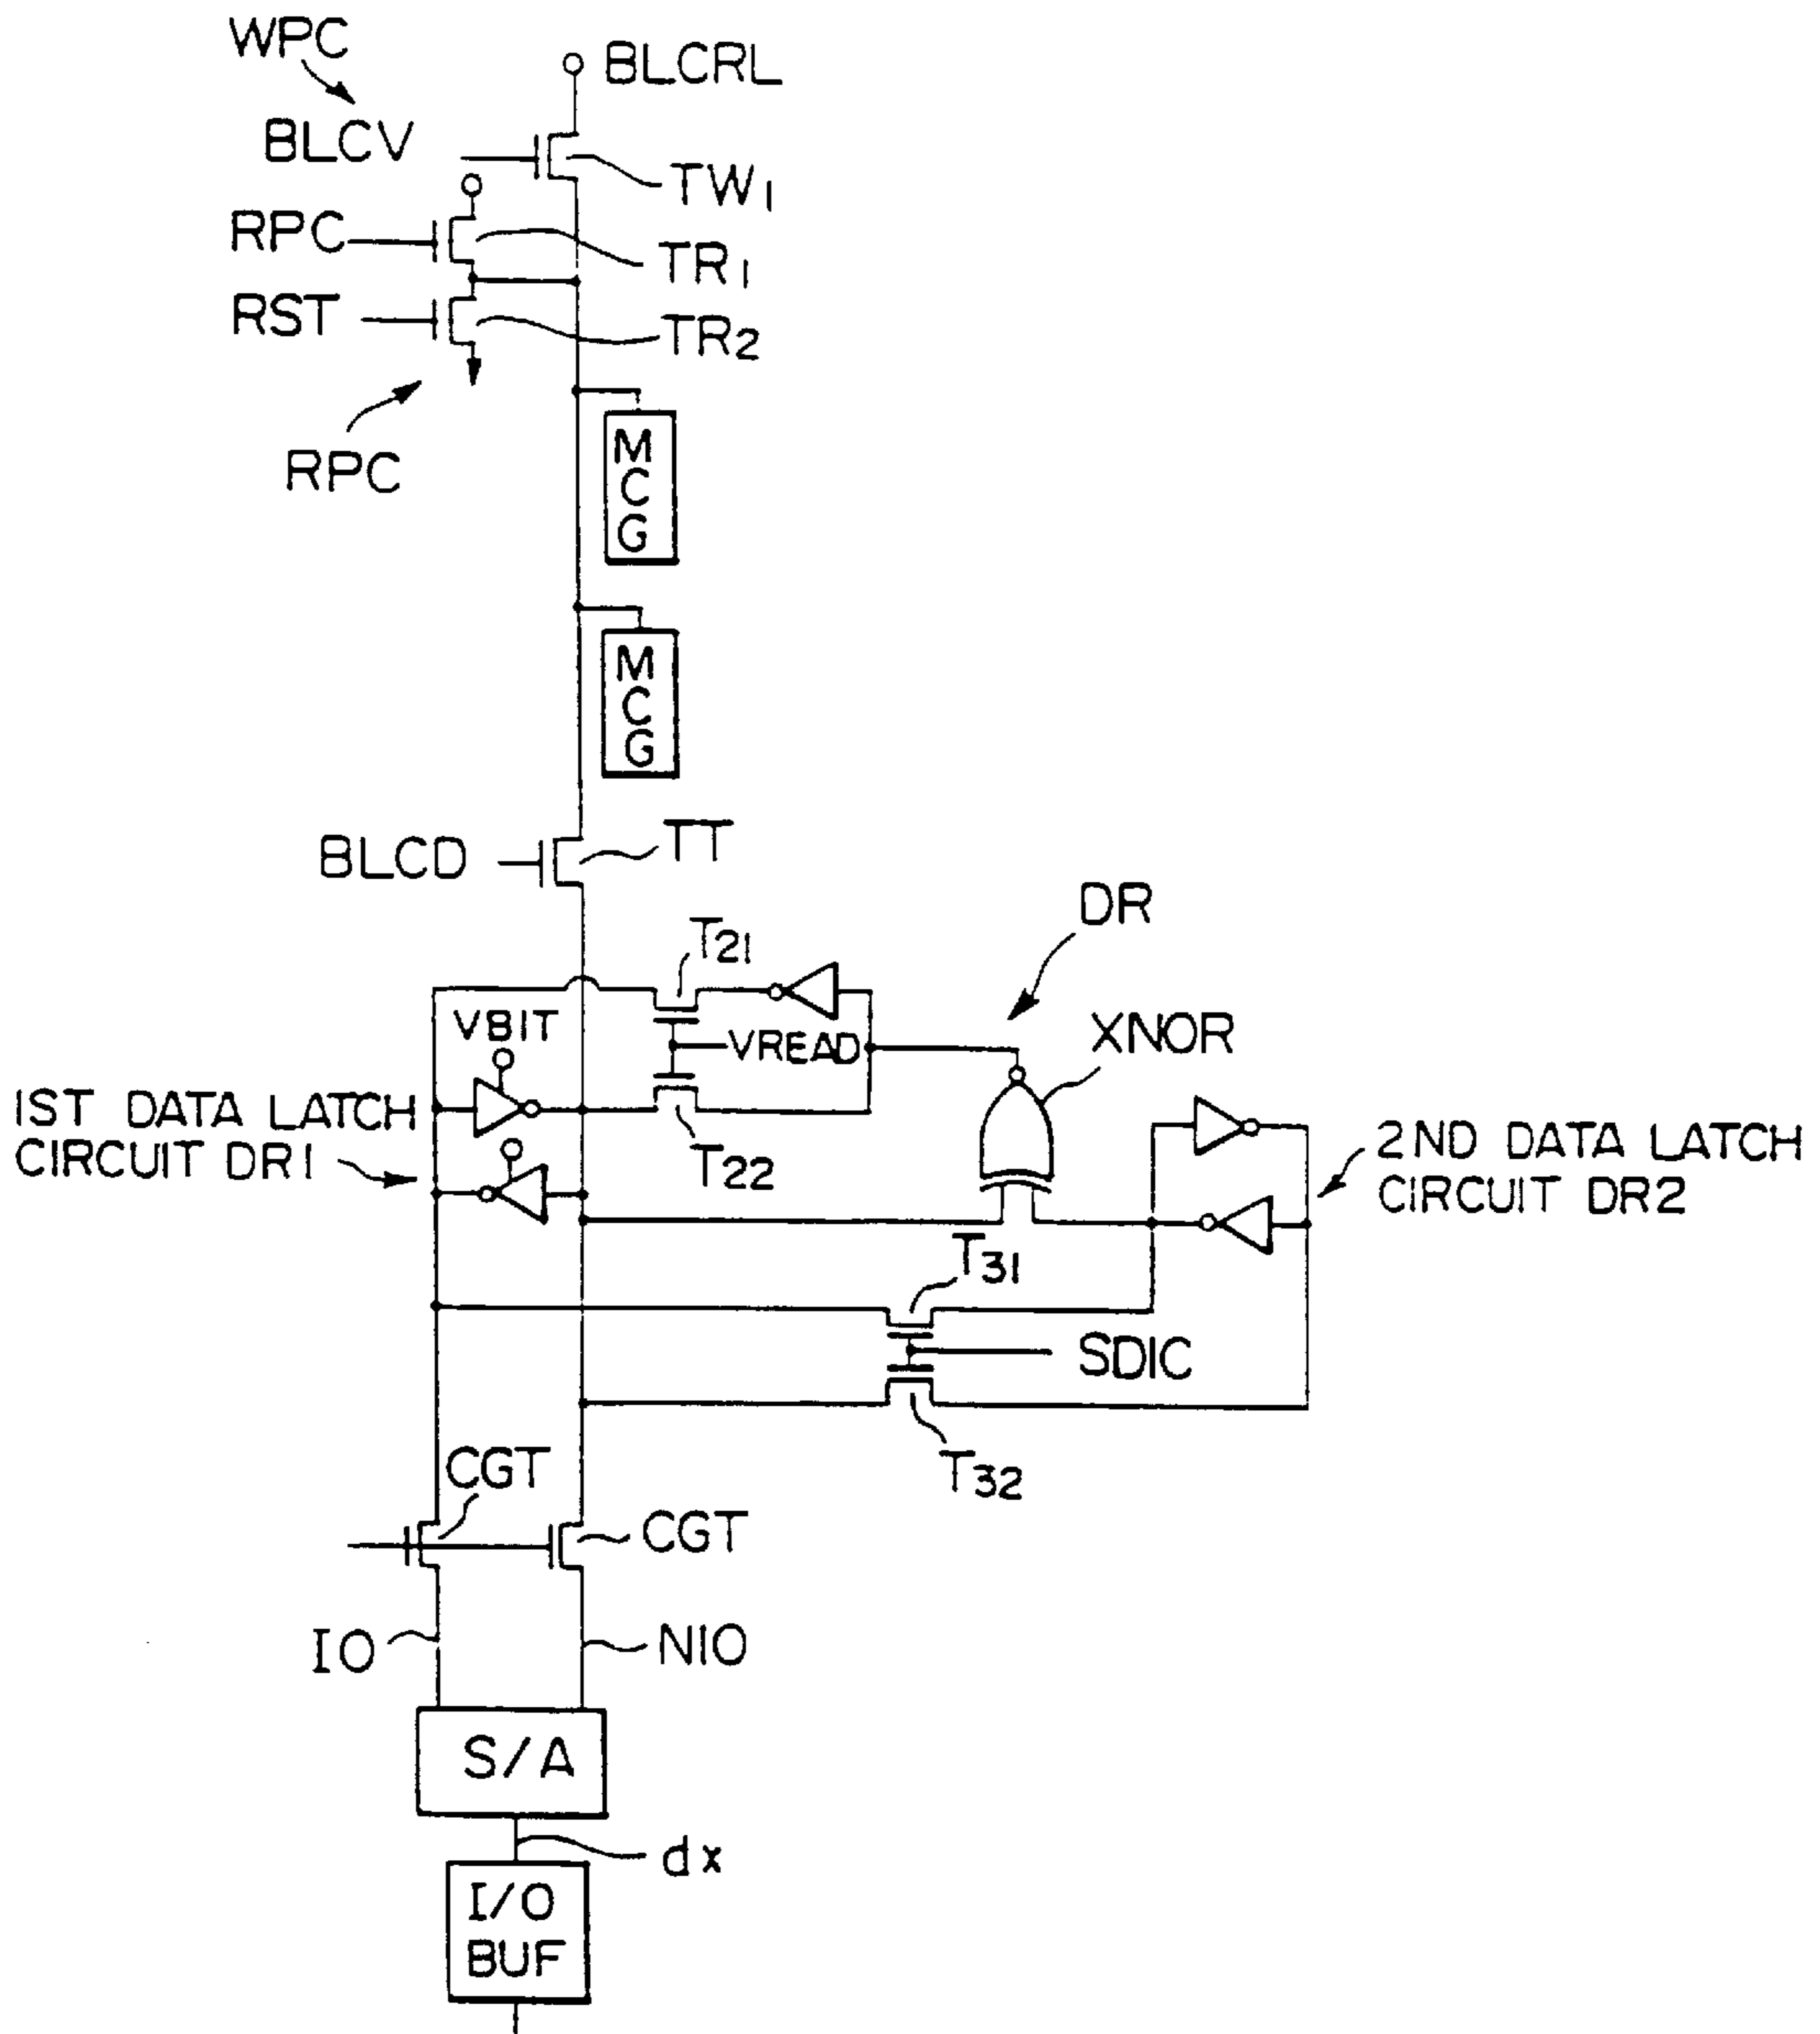 WPC
BLCRL
BLCV
TW1
RPC
TR1
RST
TR2
RPC
MCG
MCG
BLCD
TT
DR
T21
VBIT
VREAD
XNOR
1ST DATA LATCH
CIRCUIT DR1
T22
2ND DATA LATCH
CIRCUIT DR2
T31
SDIC
T32
CGT
CGT
IO
NIO
S/A
dx
I/O
BUF